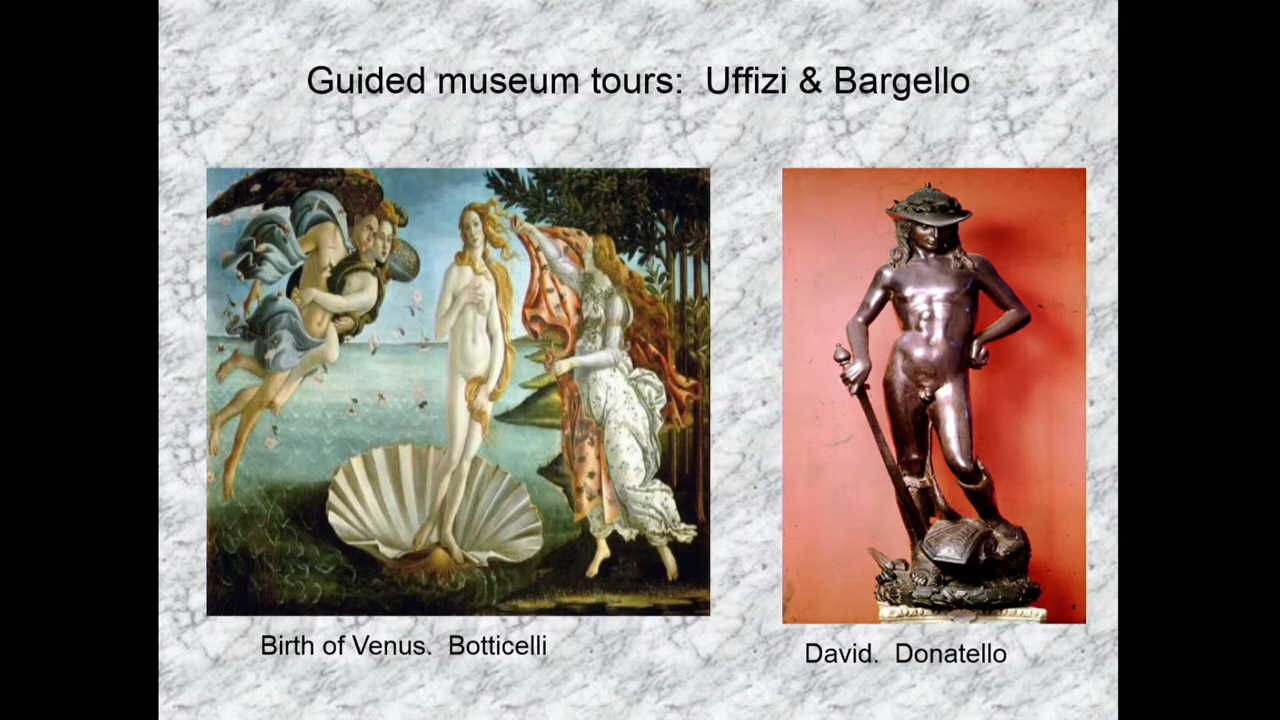 Guided museum tours:  Uffizi & Bargello
Birth of Venus.  Botticelli
David.  Donatello